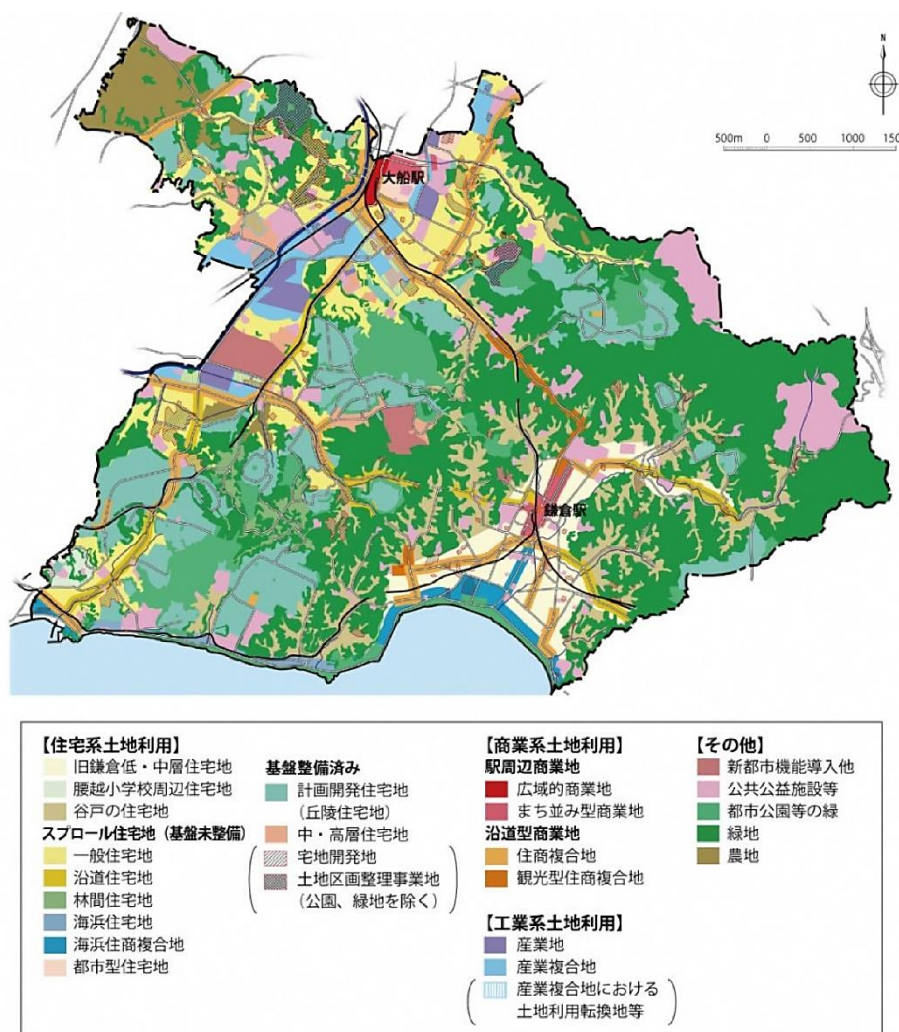 N
500m 0 500 1000 150
大船駅
鎌倉駅
【住宅系土地利用】
旧鎌倉低・中層住宅地
腰越小学校周辺住宅地
谷戸の住宅地
スプロール住宅地（基盤未整備）
一般住宅地
沿道住宅地
林間住宅地
海浜住宅地
海浜住商複合地
都市型住宅地
基盤整備済み
計画開発住宅地
（丘陵住宅地）
中・高層住宅地
宅地開発地
土地区画整理事業地
（公園、緑地を除く）
【商業系土地利用】
駅周辺商業地
広域的商業地
まち並み型商業地
沿道型商業地
住商複合地
観光型住商複合地
【工業系土地利用】
産業地
産業複合地
産業複合地における
土地利用転換地等
【その他】
新都市機能導入他
公共公益施設等
都市公園等の緑
緑地
農地